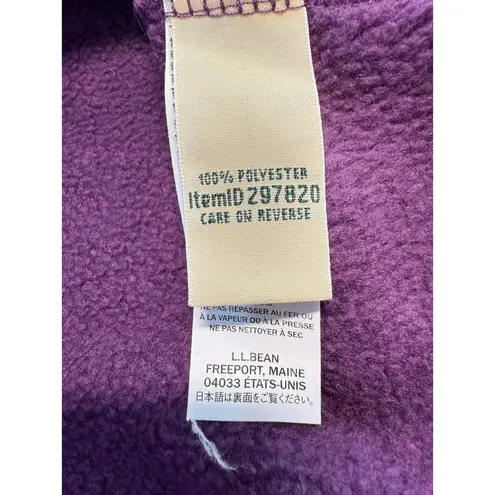 100% POLYESTER
ItemID 297820
CARE ON REVERSE
NE PAS REPASSER AU FER OU
À LA VAPEUR OU À LA PRESSE
NE PAS NETTOYER À SEC
L.L.BEAN
FREEPORT, MAINE
04033 ÉTATS-UNIS
日本語は裏面をご覧ください。